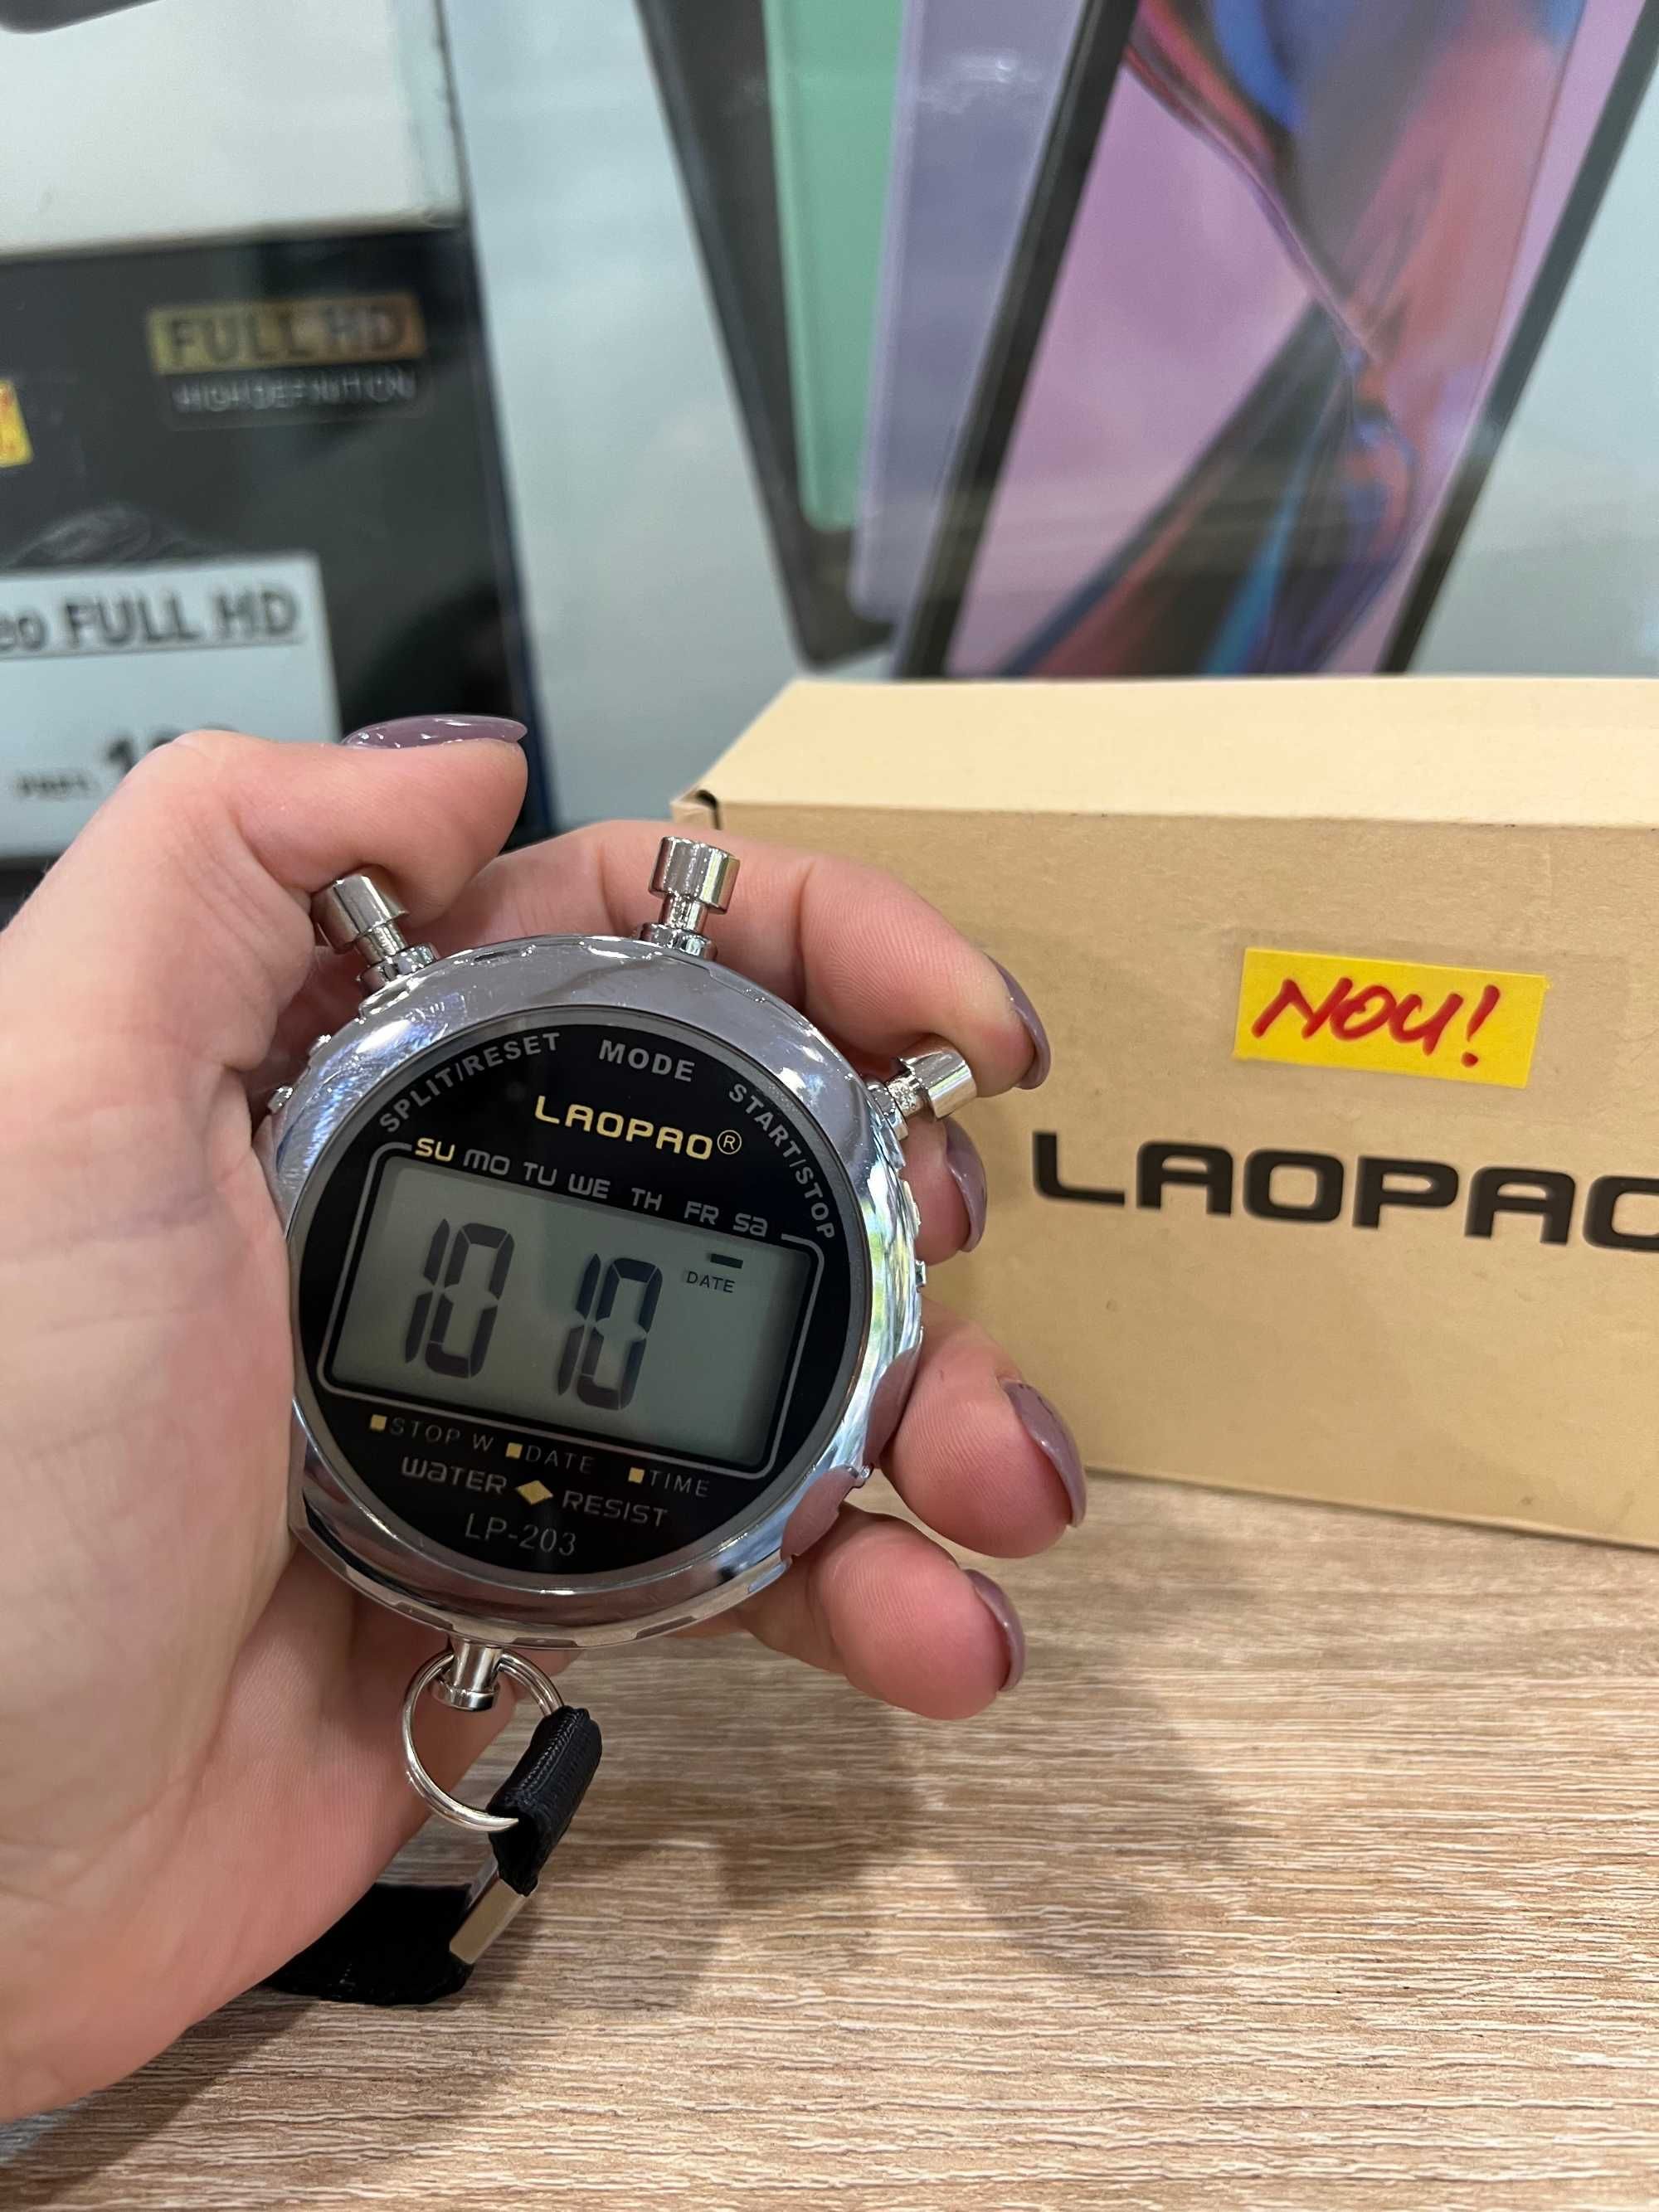 FULL HD
HIGH DEFINITION
eo FULL HD
NOU!
LAOPAO
SPLIT/RESET
MODE
START/STOP
LAOPAO®
SU MO TU WE TH FR Sa
DATE
10 10
STOP W DATE TIME
WaTER RESIST
LP-203